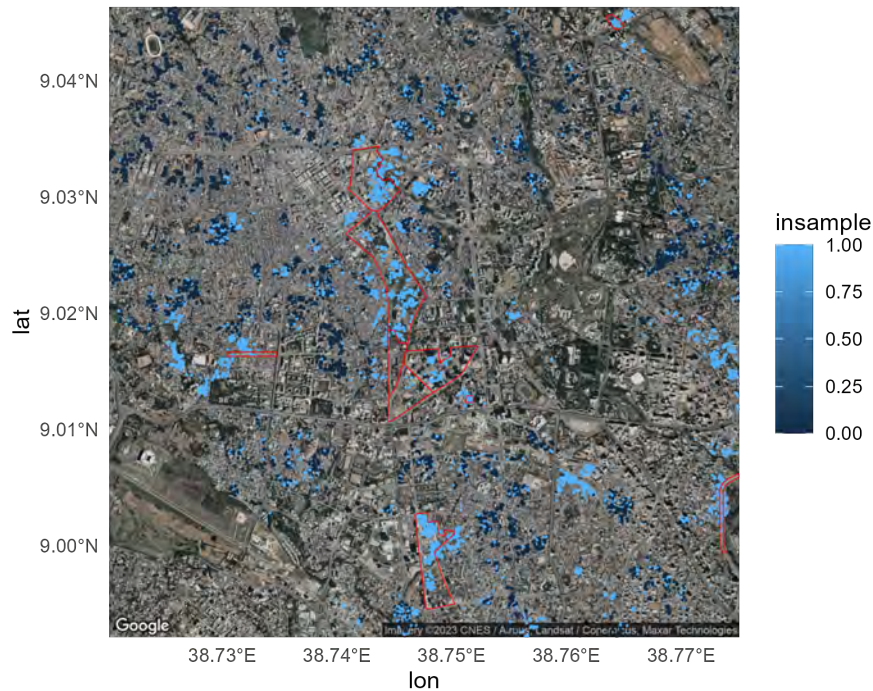 9.04°N
9.03°N
9.02°N
9.01°N
9.00°N
lat
38.73°E 38.74°E 38.75°E 38.76°E 38.77°E
lon
insample
1.00
0.75
0.50
0.25
0.00
Google
Imagery ©2023 CNES / Airbus, Landsat / Copernicus, Maxar Technologies